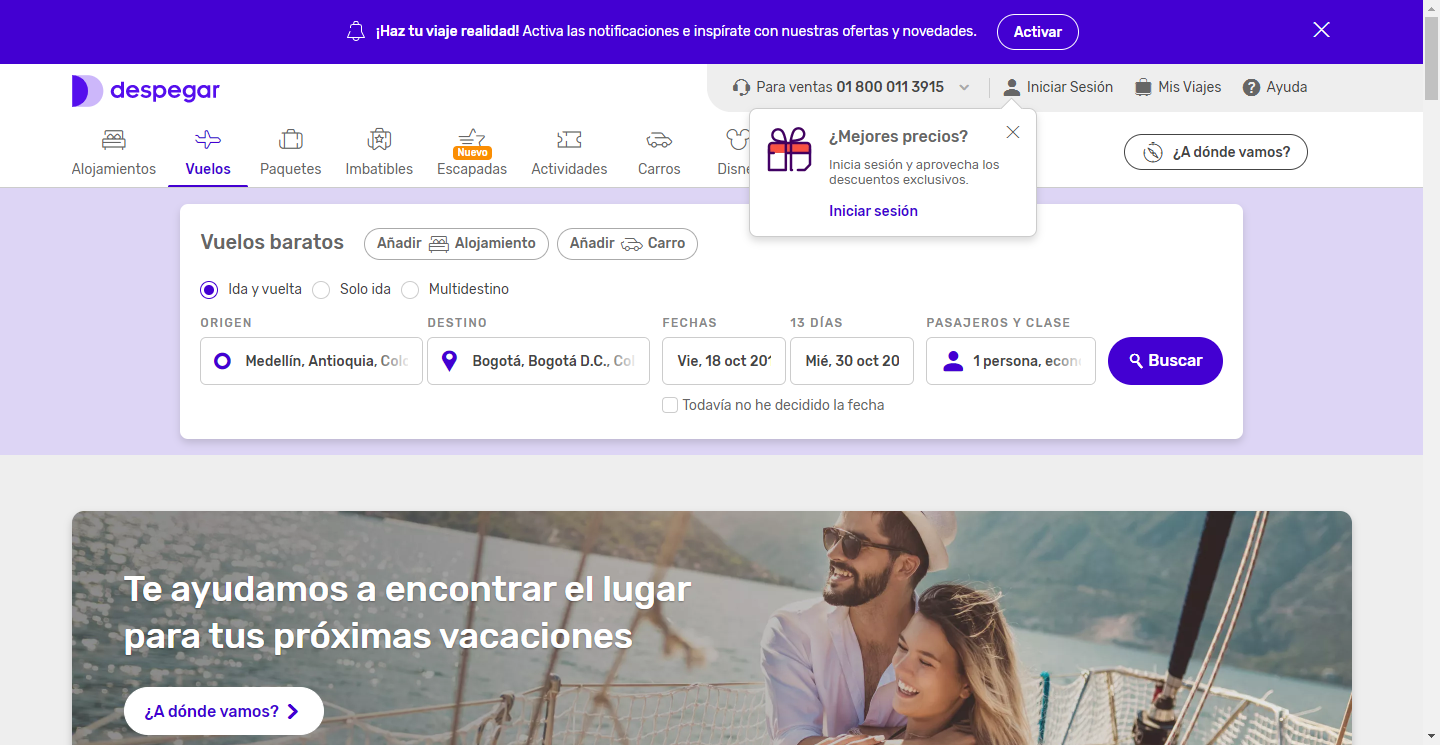 ¡Haz tu viaje realidad! Activa las notificaciones e inspírate con nuestras ofertas y novedades.
Activar
despegar
Para ventas 01 800 011 3915
Iniciar Sesión
Mis Viajes
Ayuda
Alojamientos
Vuelos
Paquetes
Imbatibles
Nuevo
Escapadas
Actividades
Carros
¿A dónde vamos?
¿Mejores precios?
Inicia sesión y aprovecha los
descuentos exclusivos.
Iniciar sesión
Vuelos baratos
Añadir Alojamiento
Añadir Carro
Ida y vuelta
Solo ida
Multidestino
ORIGEN
DESTINO
FECHAS
13 DÍAS
PASAJEROS Y CLASE
Medellín, Antioquia, Colo
Bogotá, Bogotá D.C., Col
Vie, 18 oct 201
Mié, 30 oct 20
1 persona, econ
Buscar
Todavía no he decidido la fecha
Te ayudamos a encontrar el lugar
para tus próximas vacaciones
¿A dónde vamos?